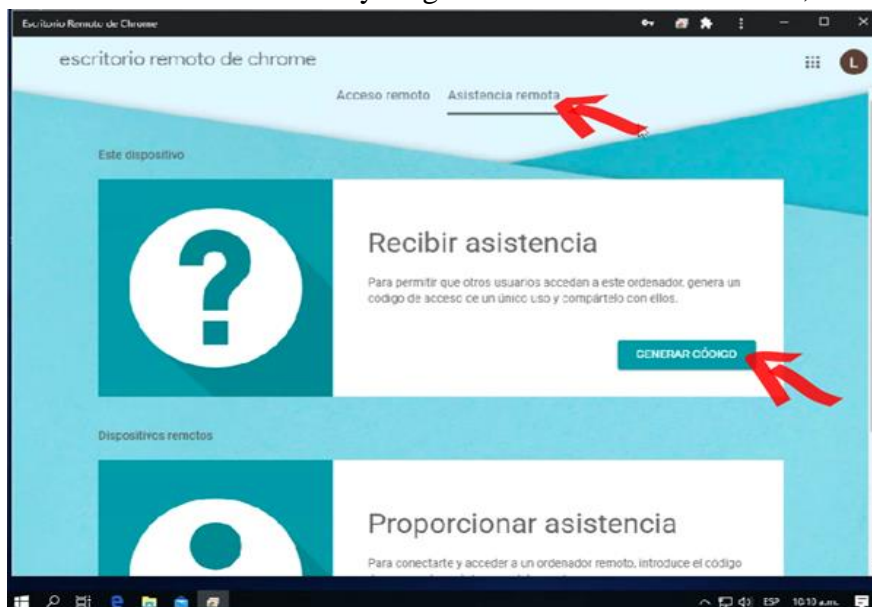 Escritorio Remoto de Chrome
escritorio remoto de chrome
L
Acceso remoto Asistencia remota
Este dispositivo
Recibir asistencia
Para permitir que otros usuarios accedan a este ordenador, genera un
código de acceso de un único uso y compártelo con ellos.
GENERAR CÓDIGO
Dispositivos remotos
Proporcionar asistencia
Para conectarte y acceder a un ordenador remoto, introduce el código
ESP 10:10 a.m.